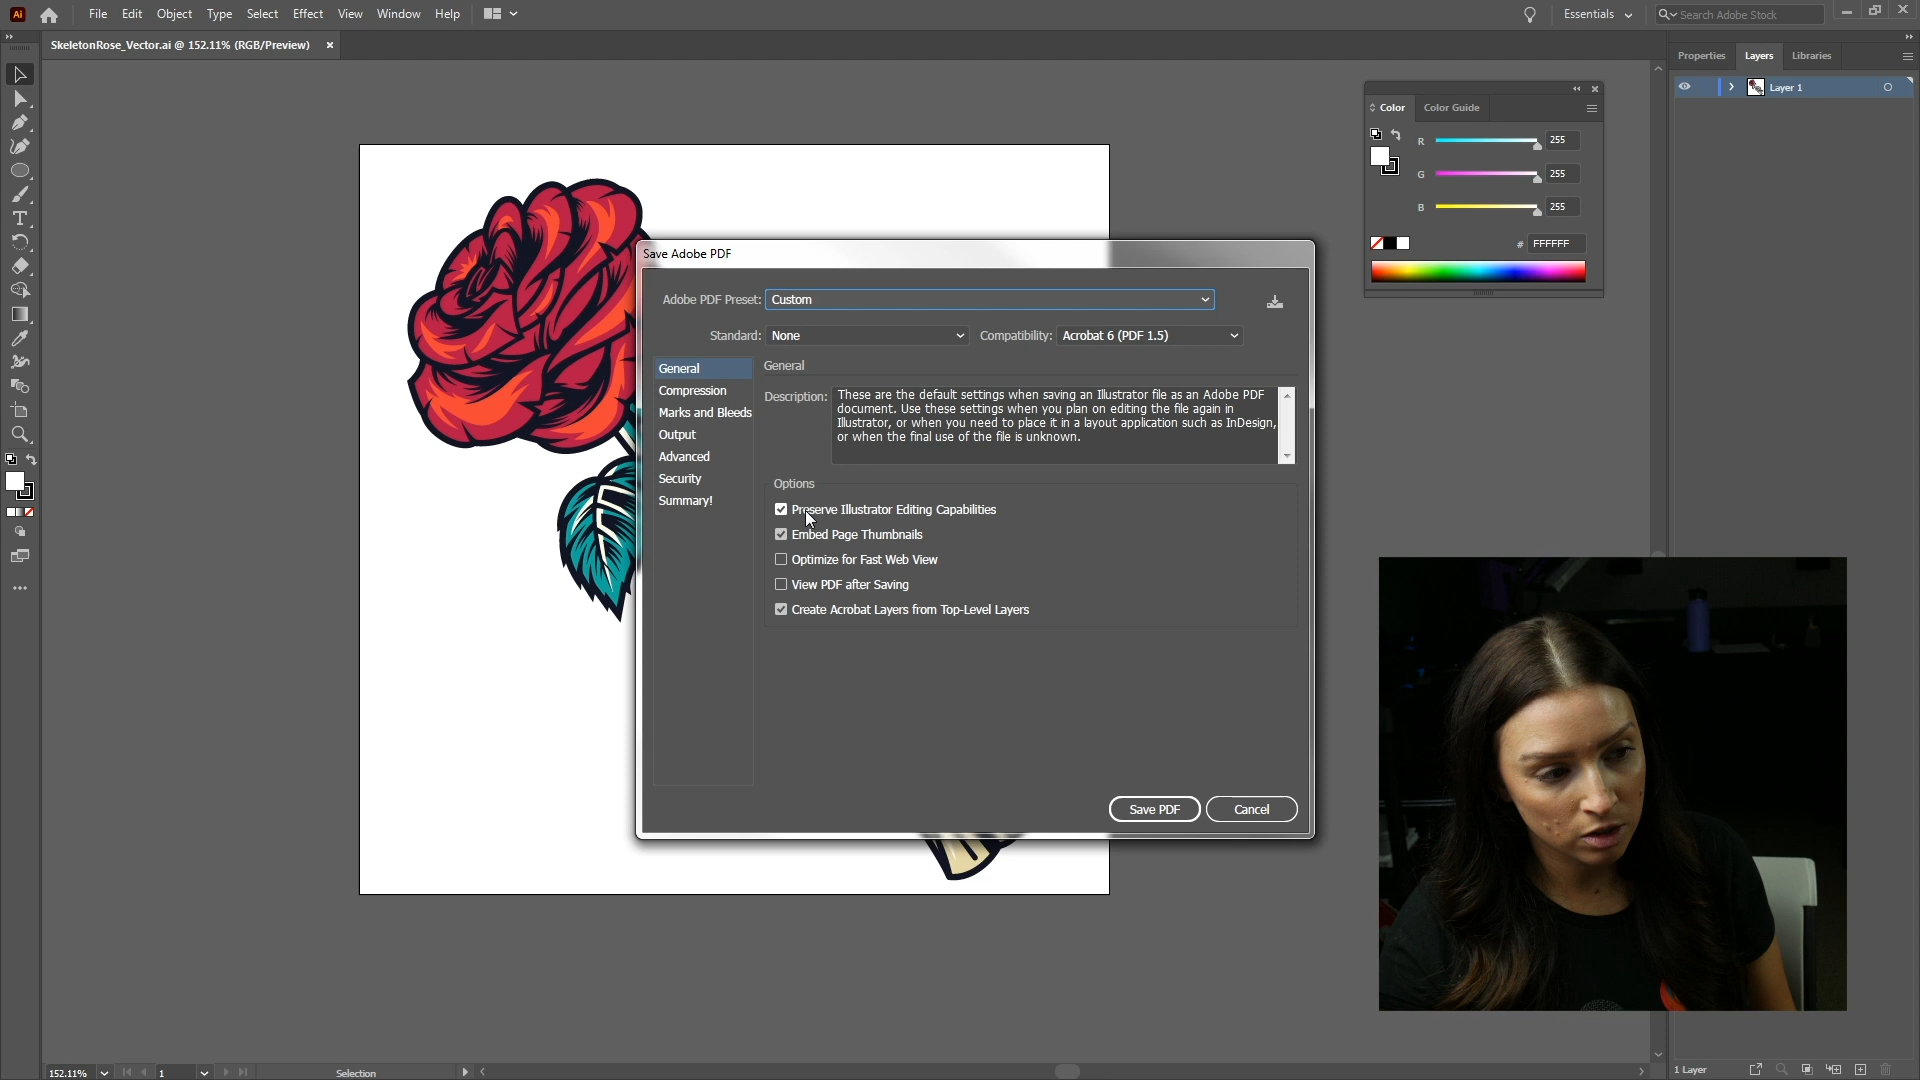 Ai
File Edit Object Type Select Effect View Window Help
Essentials
Search Adobe Stock
SkeletonRose_Vector.ai @ 152.11% (RGB/Preview)
Properties Layers Libraries
Layer 1
Color Color Guide
R 255
G 255
B 255
# FFFFFF
Save Adobe PDF
Adobe PDF Preset: Custom
Standard: None Compatibility: Acrobat 6 (PDF 1.5)
General
Compression
Marks and Bleeds
Output
Advanced
Security
Summary!
General
Description: These are the default settings when saving an Illustrator file as an Adobe PDF
document. Use these settings when you plan on editing the file again in
Illustrator, or when you need to place it in a layout application such as InDesign,
or when the final use of the file is unknown.
Options
Preserve Illustrator Editing Capabilities
Embed Page Thumbnails
Optimize for Fast Web View
View PDF after Saving
Create Acrobat Layers from Top-Level Layers
Save PDF Cancel
152.11% 1 Selection
1 Layer